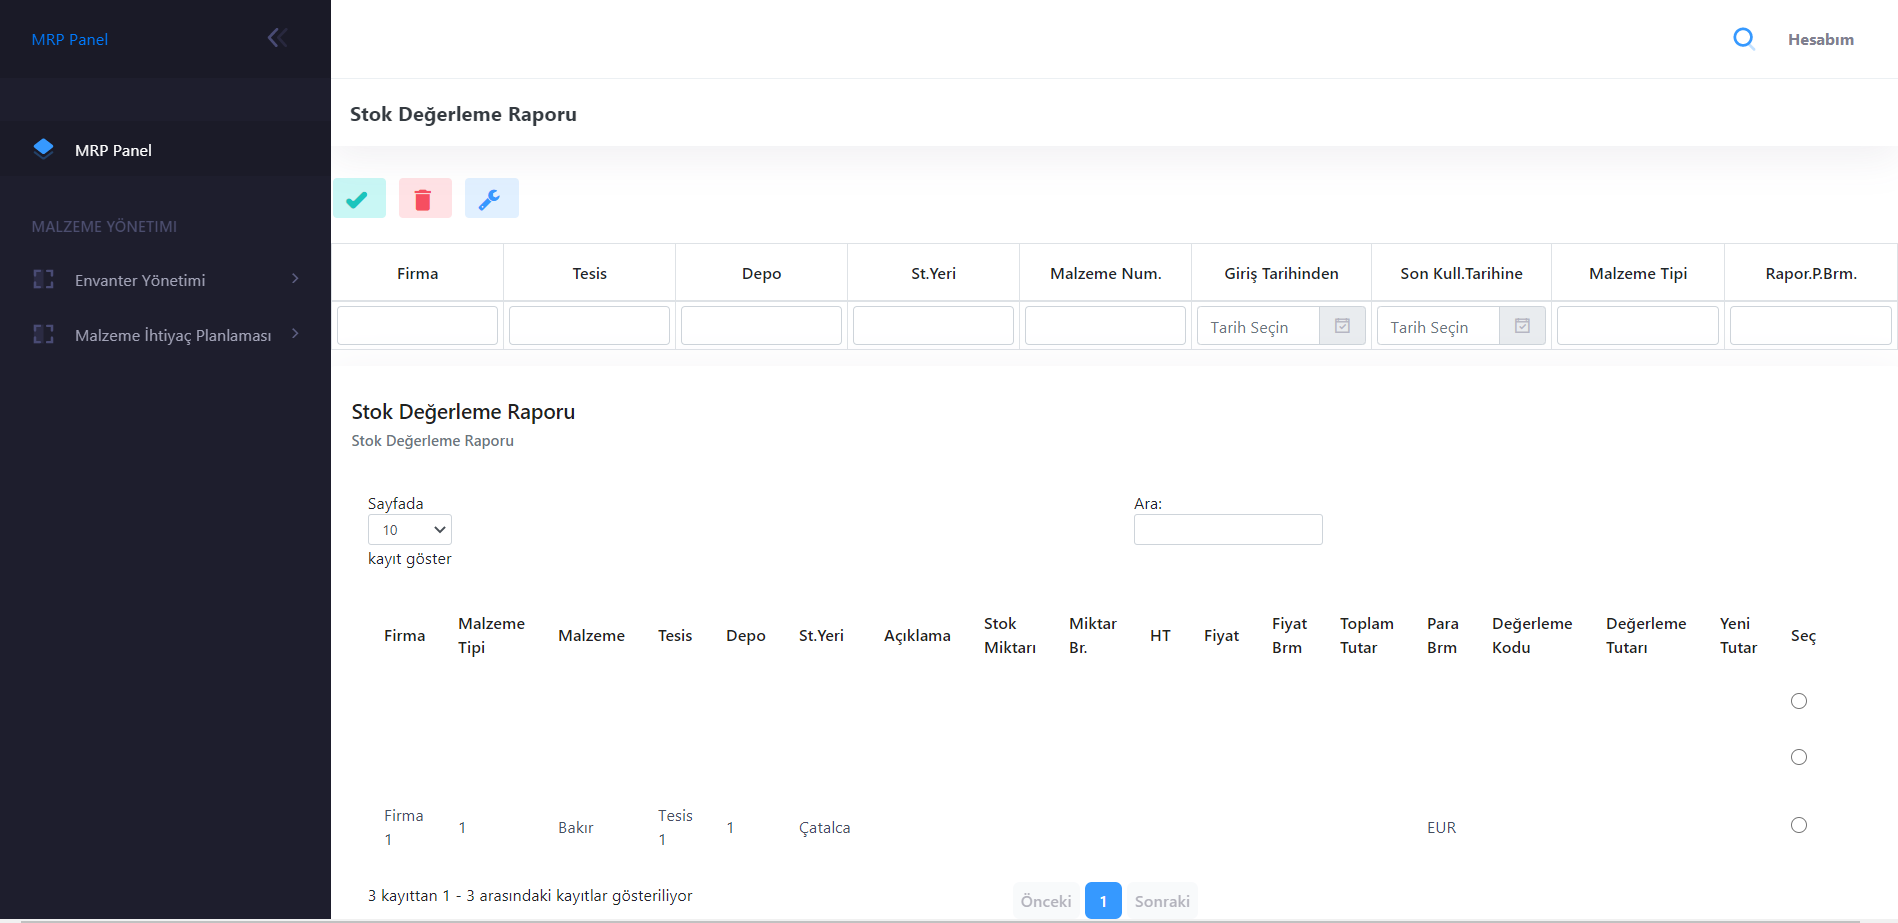 MRP Panel
Hesabım
Stok Değerleme Raporu
MRP Panel
MALZEME YÖNETIMI
Envanter Yönetimi
Malzeme İhtiyaç Planlaması
Firma Tesis Depo St.Yeri Malzeme Num. Giriş Tarihinden Son Kull.Tarihine Malzeme Tipi Rapor.P.Brm.
Tarih Seçin Tarih Seçin
Stok Değerleme Raporu
Stok Değerleme Raporu
Sayfada
10
kayıt göster
Ara:
Firma Malzeme Tipi Malzeme Tesis Depo St.Yeri Açıklama Stok Miktarı Miktar Br. HT Fiyat Fiyat Brm Toplam Tutar Para Brm Değerleme Kodu Değerleme Tutarı Yeni Tutar Seç
Firma 1 1 Bakır Tesis 1 1 Çatalca EUR
3 kayıttan 1 - 3 arasındaki kayıtlar gösteriliyor
Önceki 1 Sonraki